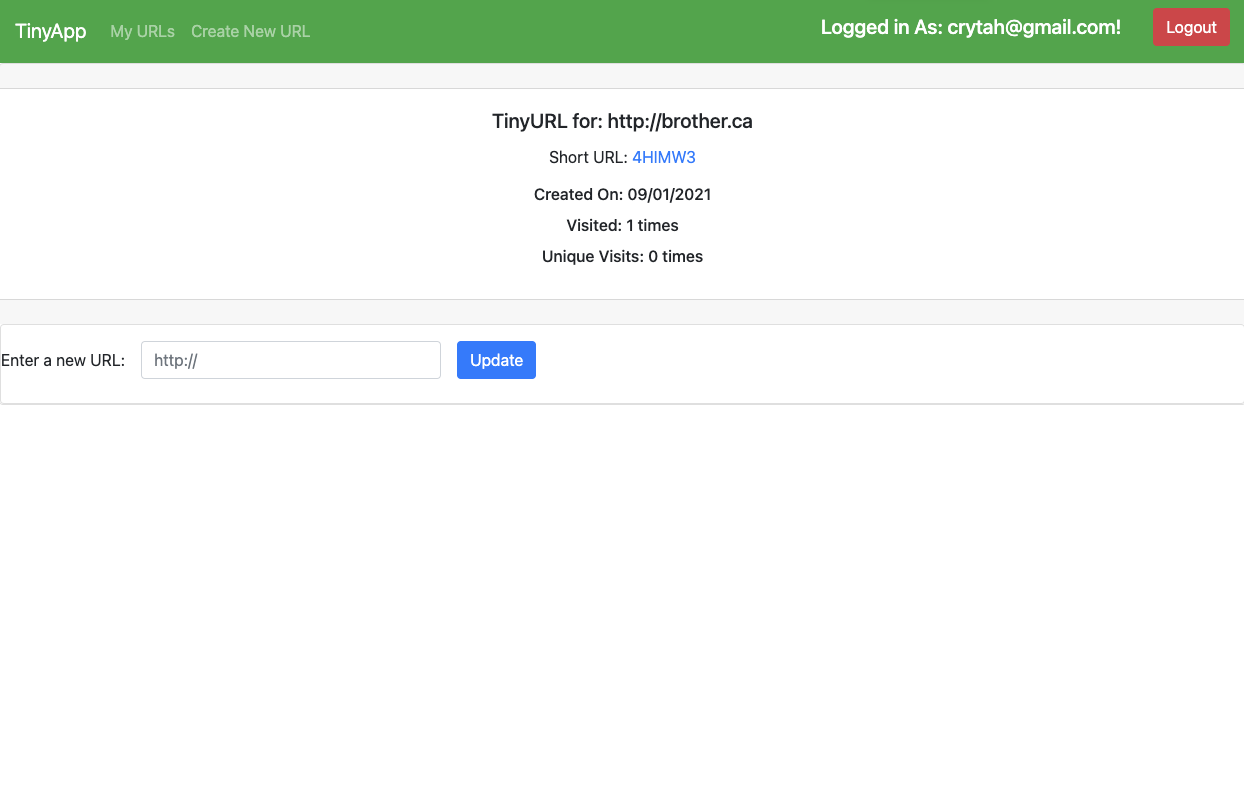 TinyApp My URLs Create New URL Logged in As: crytah@gmail.com! Logout
TinyURL for: http://brother.ca
Short URL: 4HlMW3
Created On: 09/01/2021
Visited: 1 times
Unique Visits: 0 times
Enter a new URL: http:// Update